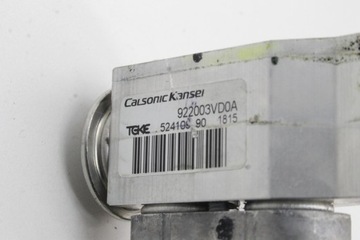 Calsonic Kansei
922003VD0A
TGKE 524106 90 1815